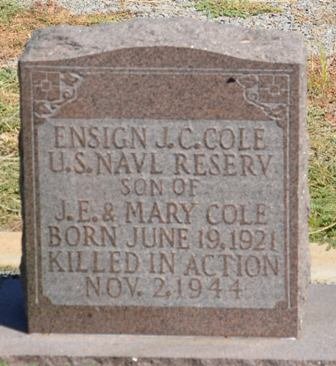 ENSIGN J.C. COLE
U.S. NAVL RESERV
SON OF
J.E. & MARY COLE
BORN JUNE 19, 1921
KILLED IN ACTION
NOV. 2, 1944